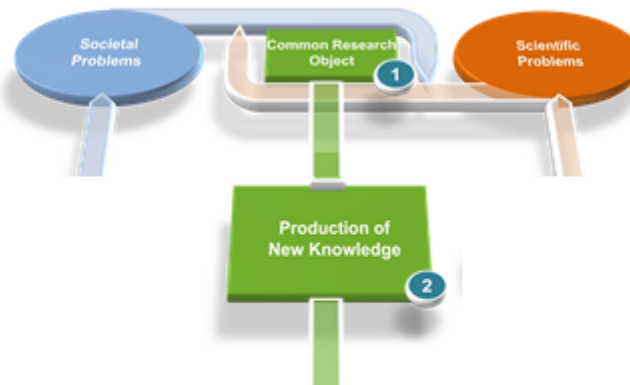 Societal
Problems
Common Research
Object
1
Scientific
Problems
Production of
New Knowledge
2